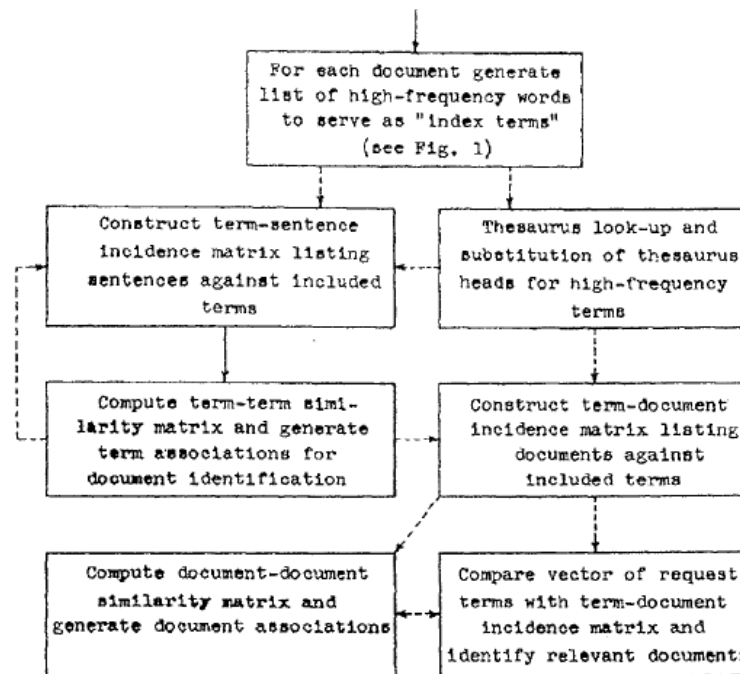 For each document generate
list of high-frequency words
to serve as "index terms"
(see Fig. 1)
Construct term-sentence
incidence matrix listing
sentences against included
terms
Thesaurus look-up and
substitution of thesaurus
heads for high-frequency
terms
Compute term-term simi-
larity matrix and generate
term associations for
document identification
Construct term-document
incidence matrix listing
documents against
included terms
Compute document-document
similarity matrix and
generate document associations
Compare vector of request
terms with term-document
incidence matrix and
identify relevant documents